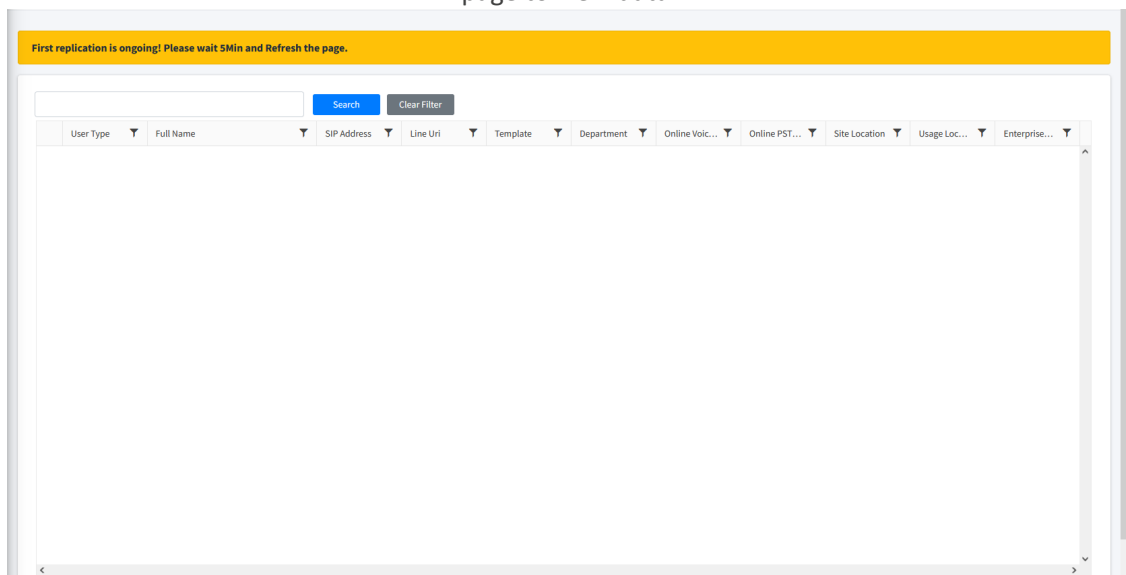 First replication is ongoing! Please wait 5Min and Refresh the page.
Search Clear Filter
User Type Full Name SIP Address Line Uri Template Department Online Voic... Online PST... Site Location Usage Loc... Enterprise...